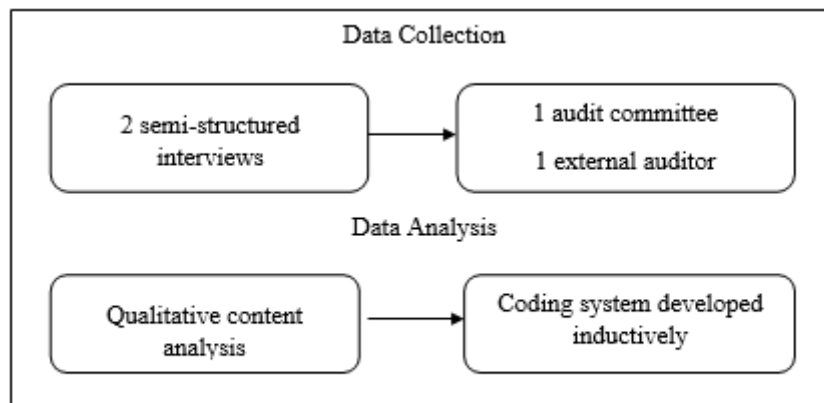 Data Collection
2 semi-structured
interviews
1 audit committee
1 external auditor
Data Analysis
Qualitative content
analysis
Coding system developed
inductively